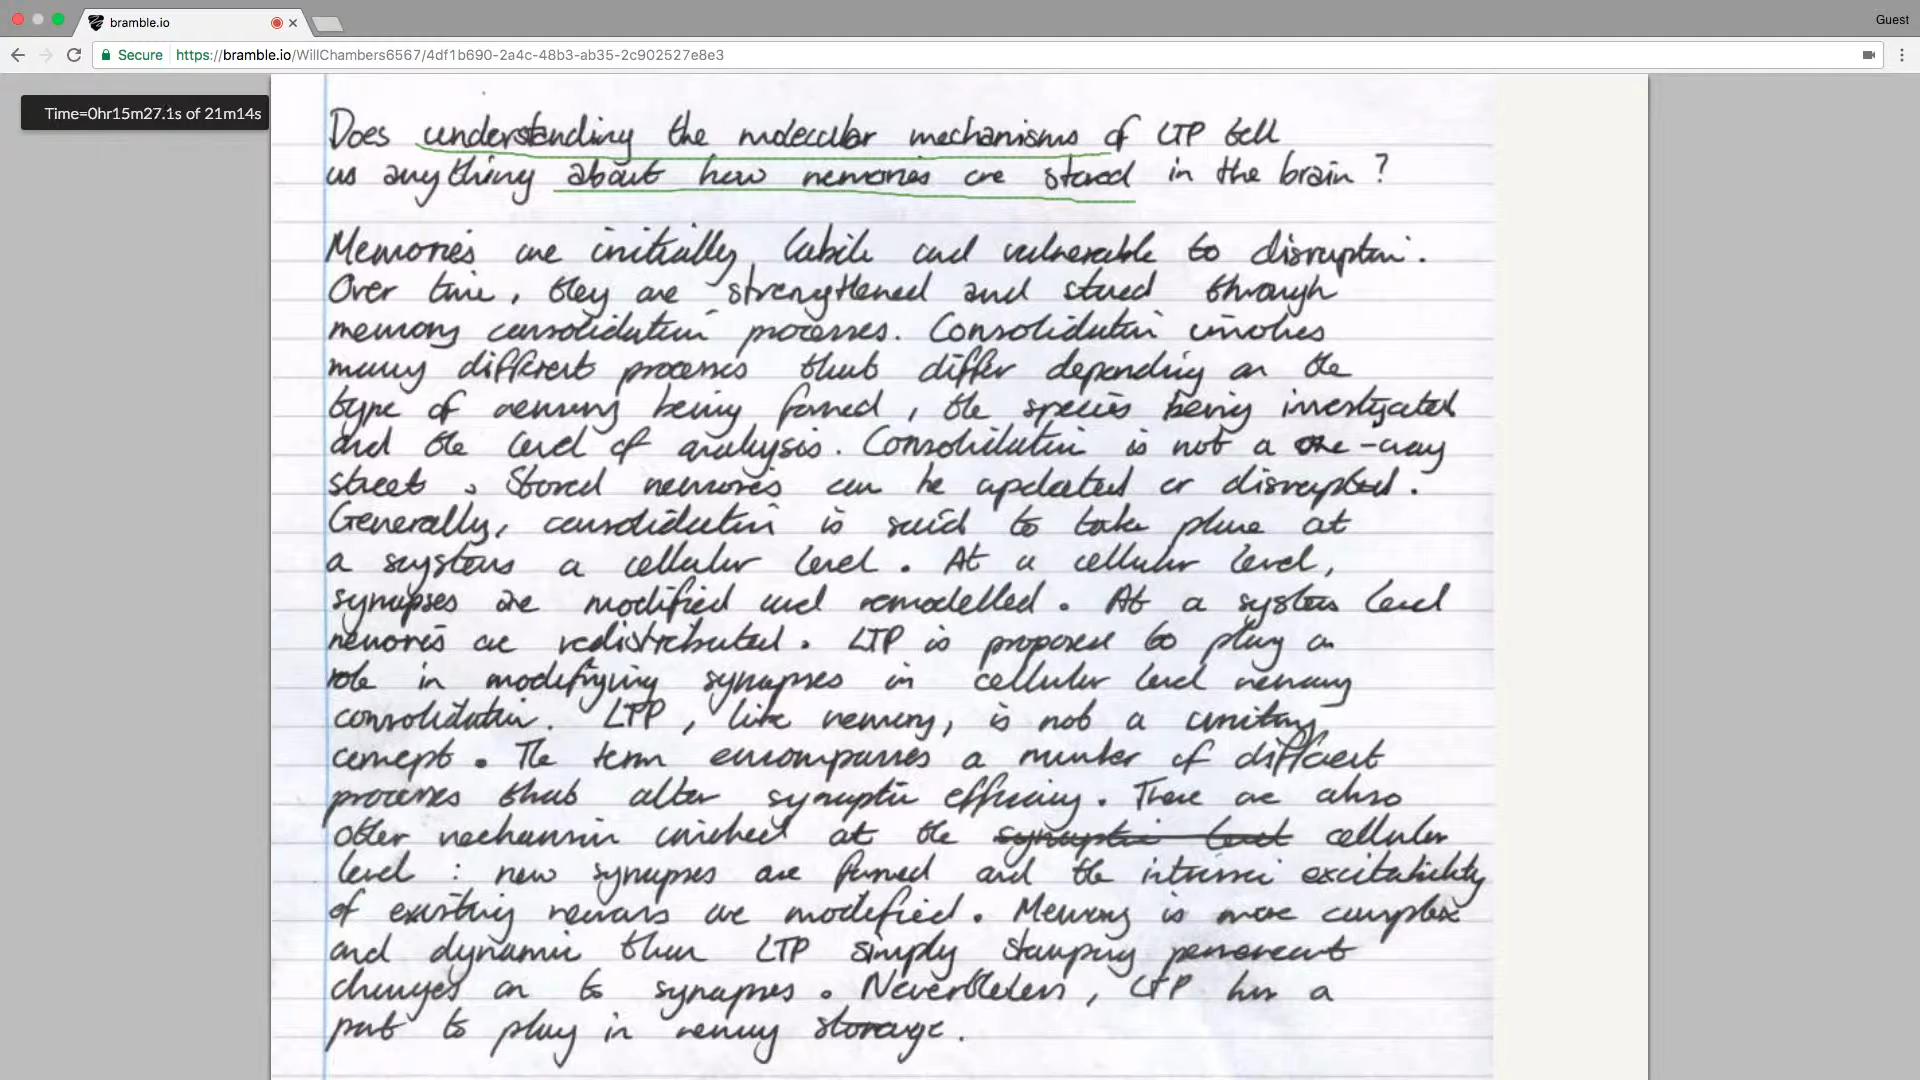 bramble.io
Guest
Secure https://bramble.io/WillChambers6567/4df1b690-2a4c-48b3-ab35-2c902527e8e3
Time=0hr15m27.1s of 21m14s
Does understanding the molecular mechanisms of LTP tell
us anything about how memories are stored in the brain?
Memories are initially labile and vulnerable to disruption.
Over time, they are strengthened and stored through
memory consolidation processes. Consolidation involves
many different processes that differ depending on the
type of memory being formed, the species being investigated
and the level of analysis. Consolidation is not a one-way
street. Stored memories can be updated or disrupted.
Generally, consolidation is said to take place at
a systems a cellular level. At a cellular level,
synapses are modified and remodelled. At a systems level
memories are redistributed. LTP is proposed to play a
role in modifying synapses in cellular level memory
consolidation. LTP, like memory, is not a unitary
concept. The term encompasses a number of different
processes that alter synaptic efficacy. There are also
other mechanism involved at the synaptic level cellular
level: new synapses are formed and the intrinsic excitability
of existing neurons are modified. Memory is more complex
and dynamic than LTP simply stamping permanent
changes on to synapses. Nevertheless, LTP has a
part to play in memory storage.